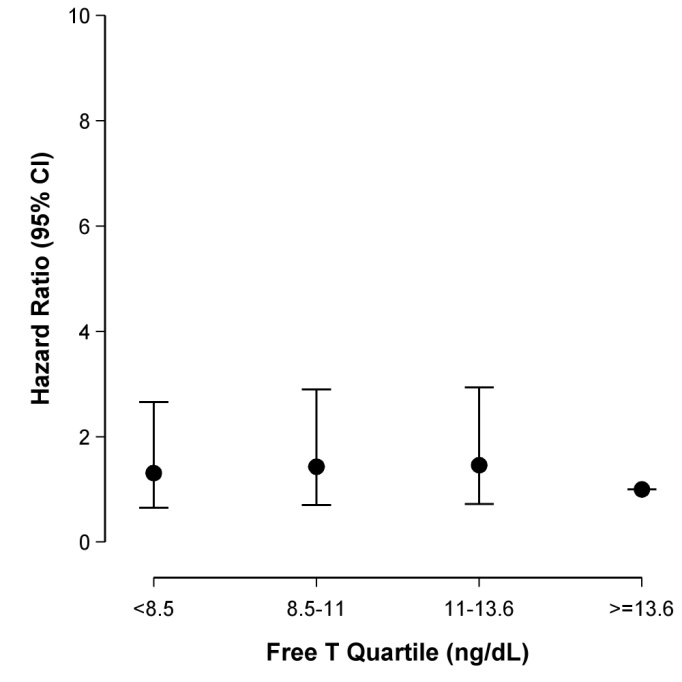 10
8
6
4
2
0
Hazard Ratio (95% CI)
<8.5 8.5-11 11-13.6 >=13.6
Free T Quartile (ng/dL)